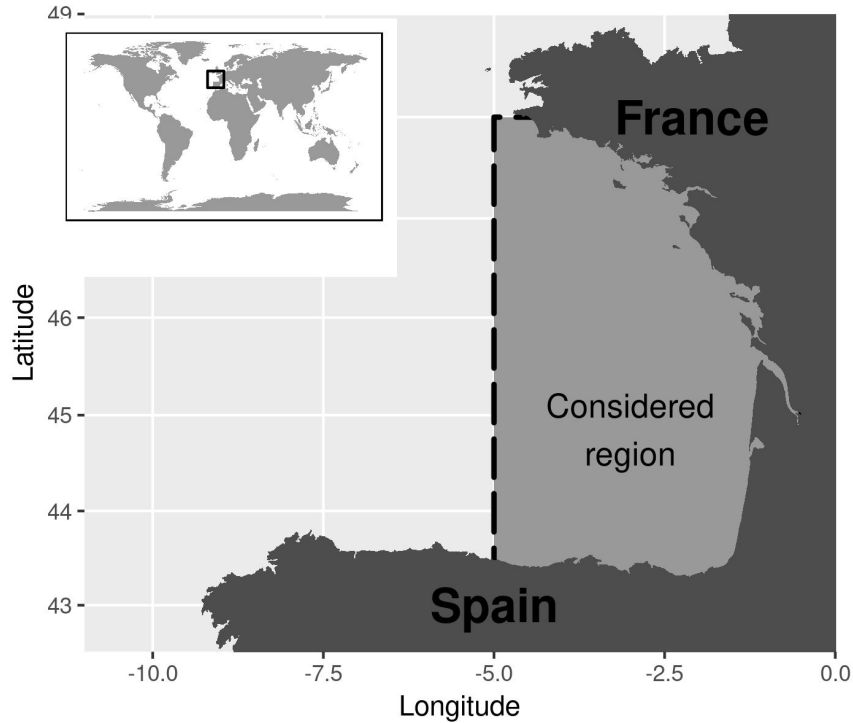 49
France
46
Latitude
45
Considered
region
44
43
Spain
-10.0
-7.5
-5.0
-2.5
0.0
Longitude